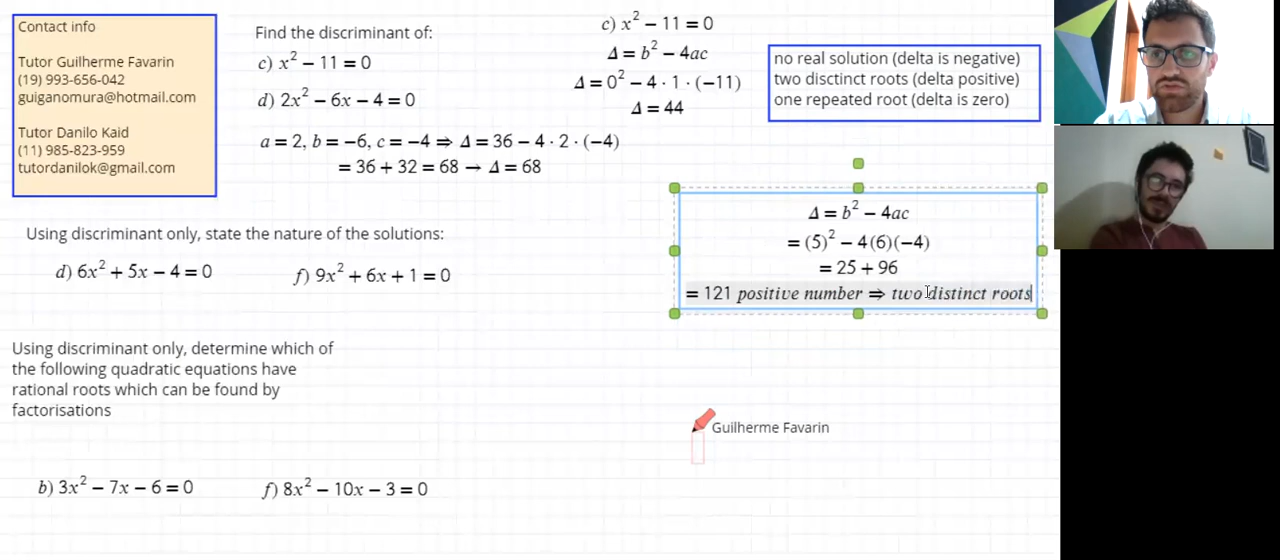 Contact info
Tutor Guilherme Favarin
(19) 993-656-042
guiganomura@hotmail.com
Tutor Danilo Kaid
(11) 985-823-959
tutordanilok@gmail.com
Find the discriminant of:
c) x² − 11 = 0
d) 2x² − 6x − 4 = 0
a = 2, b = −6, c = −4 ⇒ Δ = 36 − 4 · 2 · (−4)
= 36 + 32 = 68 → Δ = 68
c) x² − 11 = 0
Δ = b² − 4ac
Δ = 0² − 4 · 1 · (−11)
Δ = 44
no real solution (delta is negative)
two disctinct roots (delta positive)
one repeated root (delta is zero)
Using discriminant only, state the nature of the solutions:
d) 6x² + 5x − 4 = 0
f) 9x² + 6x + 1 = 0
Δ = b² − 4ac
= (5)² − 4(6)(−4)
= 25 + 96
= 121 positive number ⇒ two distinct roots
Using discriminant only, determine which of
the following quadratic equations have
rational roots which can be found by
factorisations
Guilherme Favarin
b) 3x² − 7x − 6 = 0
f) 8x² − 10x − 3 = 0